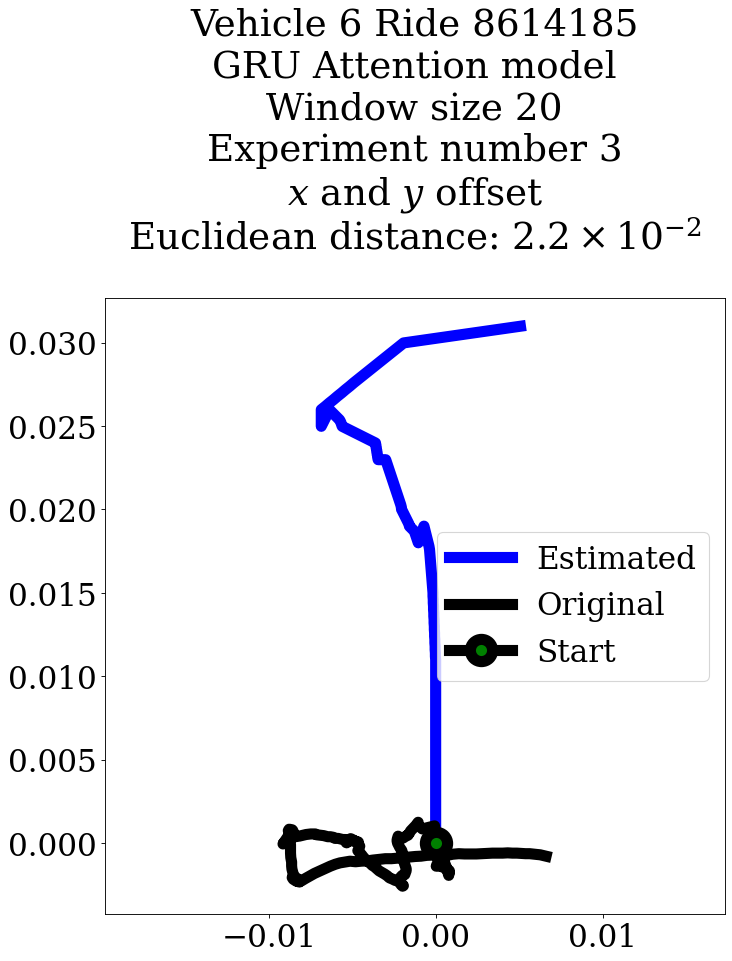 Vehicle 6 Ride 8614185
GRU Attention model
Window size 20
Experiment number 3
x and y offset
Euclidean distance: 2.2 × 10⁻²
0.030
0.025
0.020
0.015
0.010
0.005
0.000
Estimated
Original
Start
−0.01 0.00 0.01